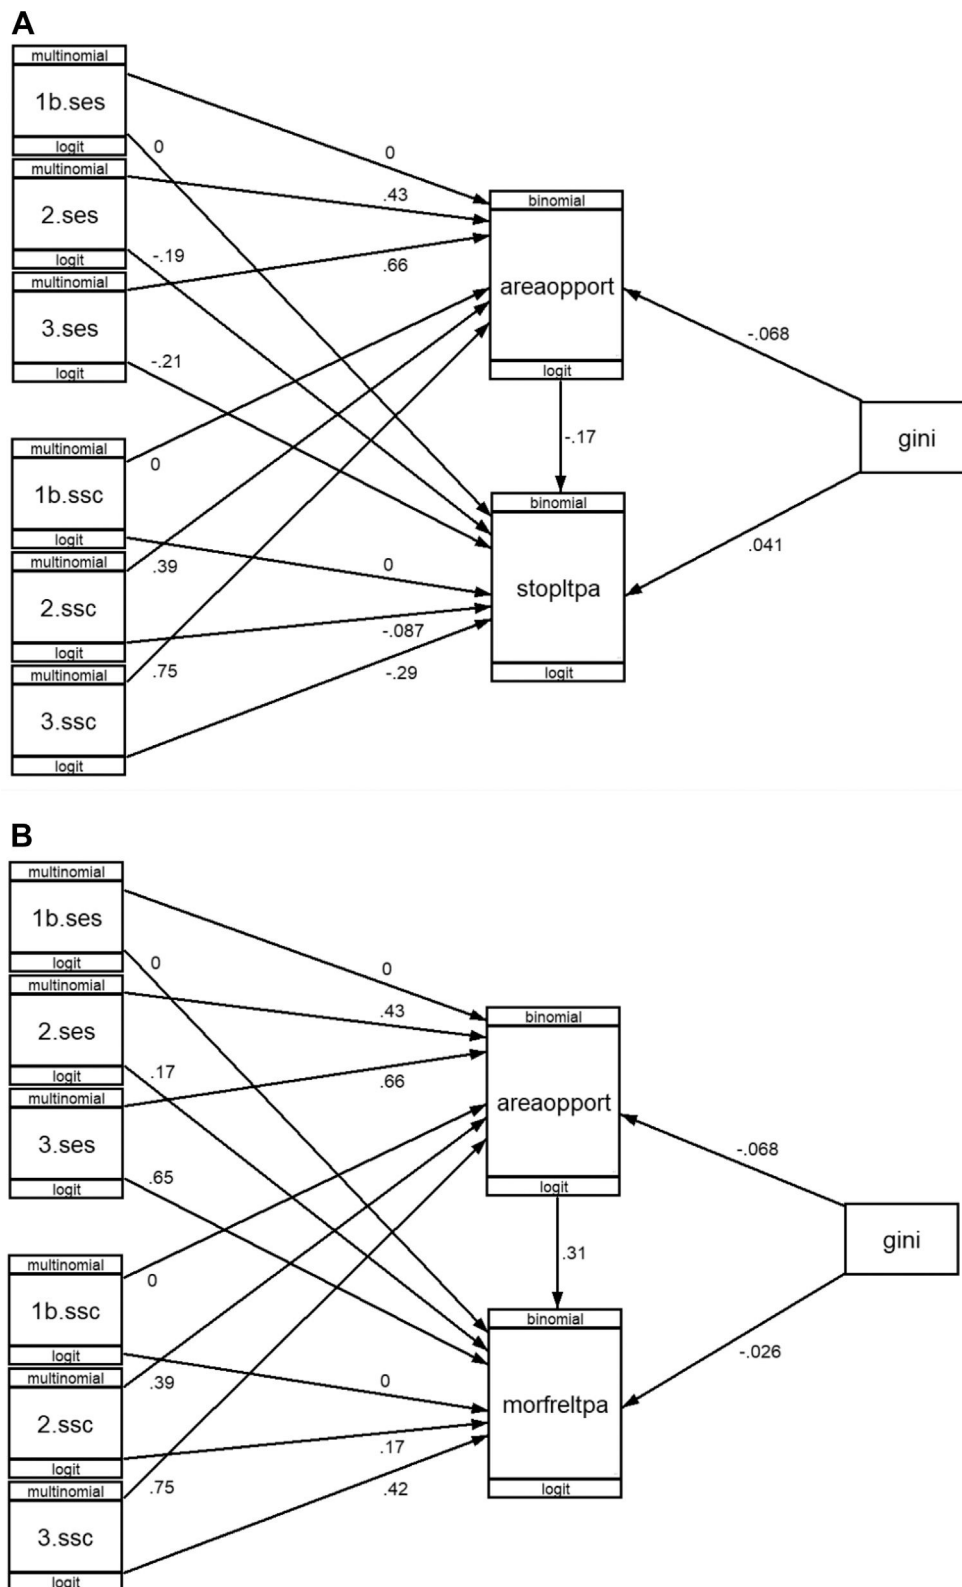 A
multinomial
1b.ses
logit
multinomial
2.ses
logit
multinomial
3.ses
logit
multinomial
1b.ssc
logit
multinomial
2.ssc
logit
multinomial
3.ssc
logit
0
-.19
-.21
0
.39
.75
0
.43
.66
0
-.087
-.29
binomial
areaopport
logit
-.17
binomial
stopltpa
logit
-.068
gini
.041
B
multinomial
1b.ses
logit
multinomial
2.ses
logit
multinomial
3.ses
logit
multinomial
1b.ssc
logit
multinomial
2.ssc
logit
multinomial
3.ssc
logit
0
.17
.65
0
.39
.75
0
.43
.66
0
.17
.42
binomial
areaopport
logit
.31
binomial
morfreltpa
logit
-.068
gini
-.026